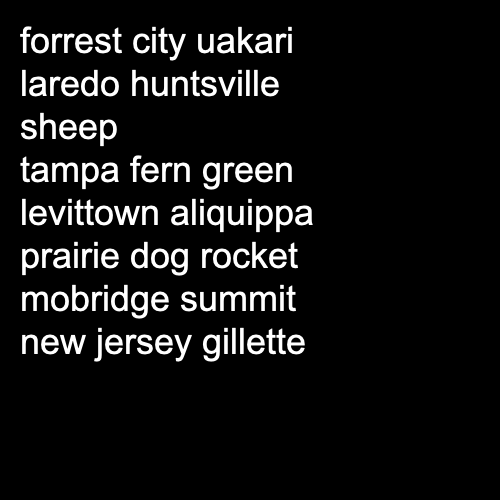 forrest city uakari
laredo huntsville
sheep
tampa fern green
levittown aliquippa
prairie dog rocket
mobridge summit
new jersey gillette